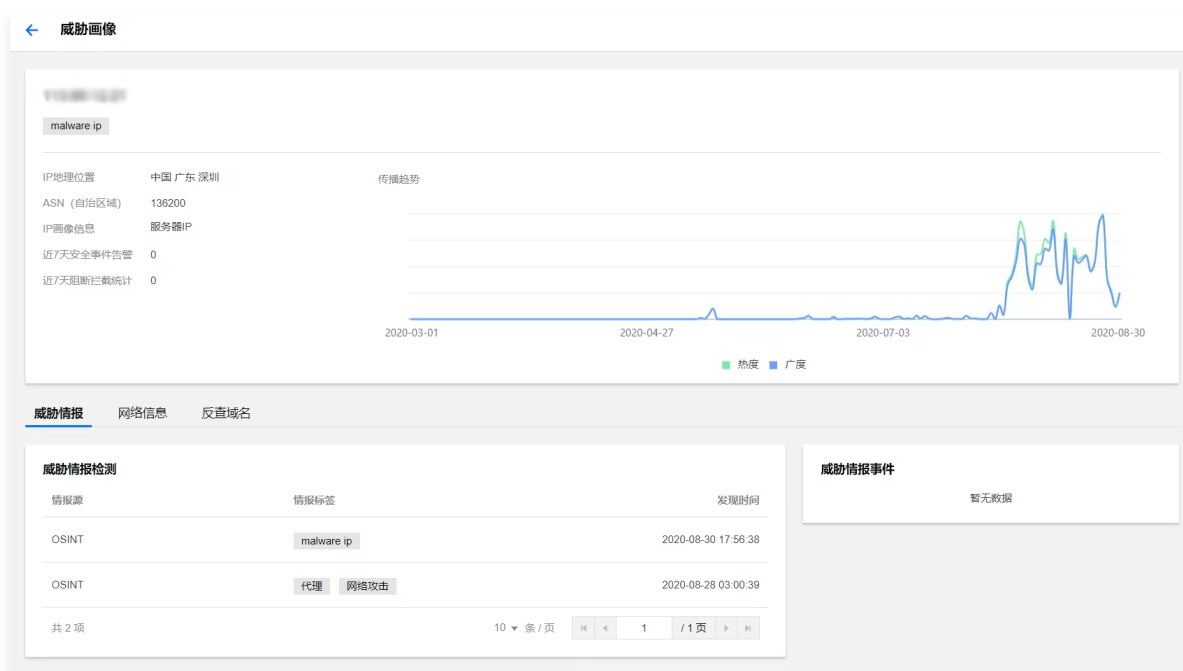 威胁画像
malware ip
IP地理位置 中国 广东 深圳
ASN（自治区域） 136200
IP画像信息 服务器IP
近7天安全事件告警 0
近7天阻断拦截统计 0
传播趋势
2020-03-01 2020-04-27 2020-07-03 2020-08-30
热度 广度
威胁情报 网络信息 反查域名
威胁情报检测
情报源 情报标签 发现时间
OSINT malware ip 2020-08-30 17:56:38
OSINT 代理 网络攻击 2020-08-28 03:00:39
共 2 项 10 条 / 页 1 / 1 页
威胁情报事件
暂无数据